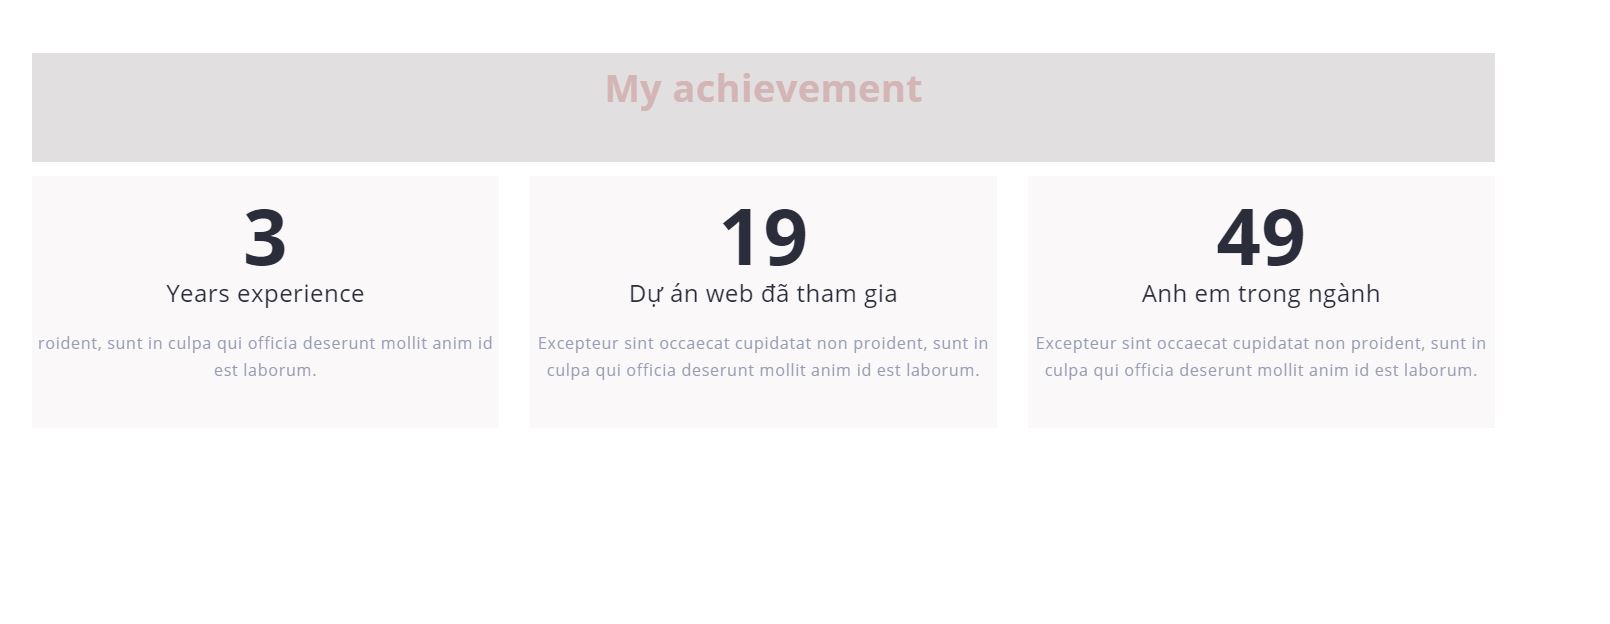 My achievement
3
Years experience
roident, sunt in culpa qui officia deserunt mollit anim id
est laborum.
19
Dự án web đã tham gia
Excepteur sint occaecat cupidatat non proident, sunt in
culpa qui officia deserunt mollit anim id est laborum.
49
Anh em trong ngành
Excepteur sint occaecat cupidatat non proident, sunt in
culpa qui officia deserunt mollit anim id est laborum.